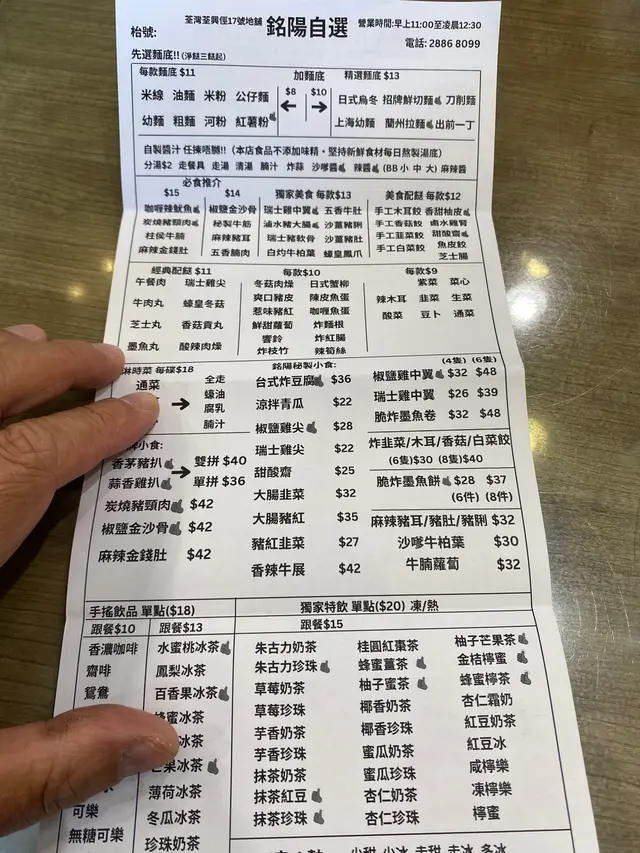 荃灣荃興徑17號地舖
銘陽自選
營業時間:早上11:00至凌晨12:30
枱號:
電話: 2886 8099
先選麵底!! (淨餸三餸起)
每款麵底 $11
加麵底
精選麵底 $13
米線 油麵 米粉 公仔麵
$8 $10
日式烏冬 招牌鮮切麵 刀削麵
幼麵 粗麵 河粉 紅薯粉
上海幼麵 蘭州拉麵 出前一丁
自製醬汁 任揀唔嬲!! (本店食品不添加味精・堅持新鮮食材每日熬製湯底)
分湯$2 走餐具 走湯 清湯 腩汁 炸蒜 沙嗲醬 辣醬 (BB 小 中 大) 麻辣醬
必食推介
$15 $14 獨家美食 每款$13 美食配餸 每款$12
咖喱辣魷魚 椒鹽金沙骨 瑞士雞中翼 五香牛肚 手工木耳餃 香甜柚皮
炭燒豬頸肉 秘製牛筋 滷水豬大腸 沙薑豬脷 手工香菇餃 鹵水雞腎
柱侯牛腩 麻辣豬耳 瑞士豬軟骨 沙薑豬肚 手工韮菜餃 甜酸齋
麻辣金錢肚 五香腩肉 白灼牛柏葉 蠔皇鳳爪 手工白菜餃 魚皮餃
芝士腸
經典配餸 $11 每款$10 每款$9
午餐肉 瑞士雞尖 冬菇肉燥 日式蟹柳 紫菜 菜心
牛肉丸 蠔皇冬菇 爽口豬皮 陳皮魚蛋 辣木耳 韮菜 生菜
惹味豬紅 咖喱魚蛋 酸菜 豆卜 通菜
芝士丸 香菇貢丸 鮮甜蘿蔔 炸麵根
響鈴 炸紅腸
墨魚丸 酸辣肉燥 炸枝竹 辣筍絲
淋時菜 每碟$18
通菜 全走
蠔油
腐乳
腩汁
小食:
香茅豬扒 雙拼 $40
蒜香雞扒 單拼 $36
炭燒豬頸肉 $42
椒鹽金沙骨 $42
麻辣金錢肚 $42
銘陽秘製小食:
台式炸豆腐 $36
涼拌青瓜 $22
椒鹽雞尖 $28
瑞士雞尖 $22
甜酸齋 $25
大腸韭菜 $32
大腸豬紅 $35
豬紅韭菜 $27
香辣牛展 $42
(4隻) (6隻)
椒鹽雞中翼 $32 $48
瑞士雞中翼 $26 $39
脆炸墨魚卷 $32 $48
炸韭菜/木耳/香菇/白菜餃
(6隻)$30 (8隻)$40
脆炸墨魚餅 $28 $37
(6件) (8件)
麻辣豬耳/豬肚/豬脷 $32
沙嗲牛柏葉 $30
牛腩蘿蔔 $32
手搖飲品 單點($18)
跟餐$10 跟餐$13
香濃咖啡 水蜜桃冰茶
齋啡 鳳梨冰茶
鴛鴦 百香果冰茶
蜂蜜冰茶
冰茶
芒果冰茶
薄荷冰茶
可樂 冬瓜冰茶
無糖可樂 珍珠奶茶
獨家特飲 單點($20) 凍/熱
跟餐$15
朱古力奶茶 桂圓紅棗茶 柚子芒果茶
朱古力珍珠 蜂蜜薑茶 金桔檸蜜
草莓奶茶 柚子蜜茶 蜂蜜檸茶
草莓珍珠 椰香奶茶 杏仁霜奶
芋香奶茶 椰香珍珠 紅豆奶茶
芋香珍珠 蜜瓜奶茶 紅豆冰
抹茶奶茶 蜜瓜珍珠 咸檸樂
抹茶紅豆 杏仁奶茶 凍檸樂
抹茶珍珠 杏仁珍珠 檸蜜
少甜 少冰 走甜 走冰 多冰